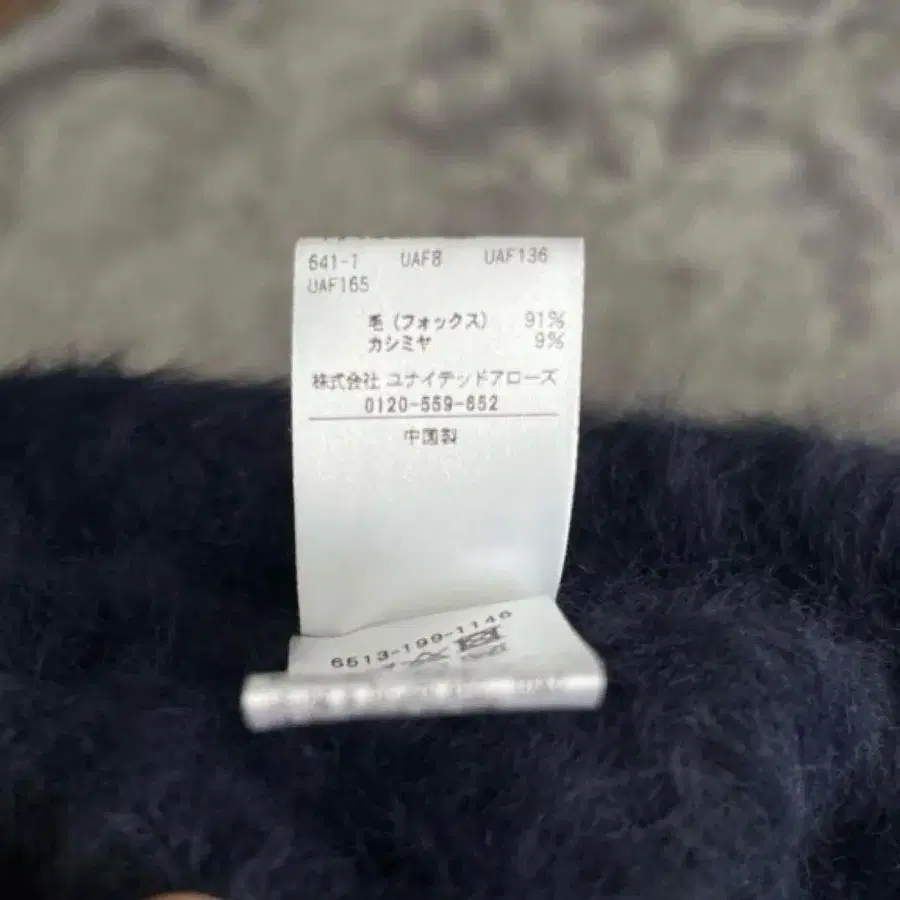 641-1 UAF8 UAF136
UAF165
毛(フォックス) 91%
カシミヤ 9%
株式会社 ユナイテッドアローズ
0120-559-652
中国製
6513-199-1146